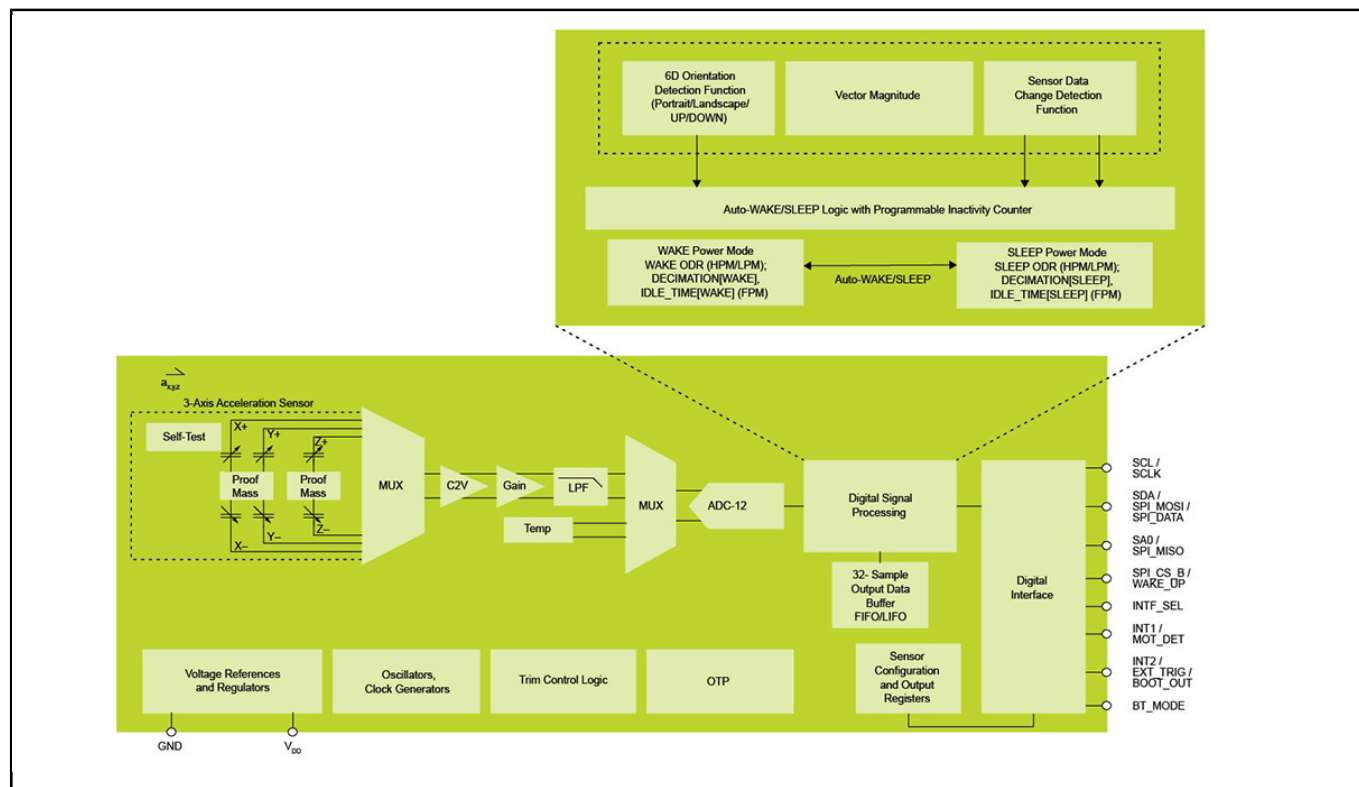 6D Orientation
Detection Function
(Portrait/Landscape/
UP/DOWN)
Vector Magnitude
Sensor Data
Change Detection
Function
Auto-WAKE/SLEEP Logic with Programmable Inactivity Counter
WAKE Power Mode
WAKE ODR (HPM/LPM);
DECIMATION[WAKE],
IDLE_TIME[WAKE] (FPM)
Auto-WAKE/SLEEP
SLEEP Power Mode
SLEEP ODR (HPM/LPM);
DECIMATION[SLEEP],
IDLE_TIME[SLEEP] (FPM)
a x,y,z
3-Axis Acceleration Sensor
Self-Test
X+
Y+
Z+
Proof
Mass
Proof
Mass
X–
Y–
Z–
MUX
C2V
Gain
LPF
Temp
MUX
ADC-12
Digital Signal
Processing
32- Sample
Output Data
Buffer
FIFO/LIFO
Sensor
Configuration
and Output
Registers
Digital
Interface
SCL /
SCLK
SDA /
SPI_MOSI /
SPI_DATA
SA0 /
SPI_MISO
SPI_CS_B /
WAKE_UP
INTF_SEL
INT1 /
MOT_DET
INT2 /
EXT_TRIG /
BOOT_OUT
BT_MODE
Voltage References
and Regulators
Oscillators,
Clock Generators
Trim Control Logic
OTP
GND
VDD